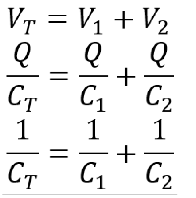 V_T = V_1 + V_2
Q/C_T = Q/C_1 + Q/C_2
1/C_T = 1/C_1 + 1/C_2